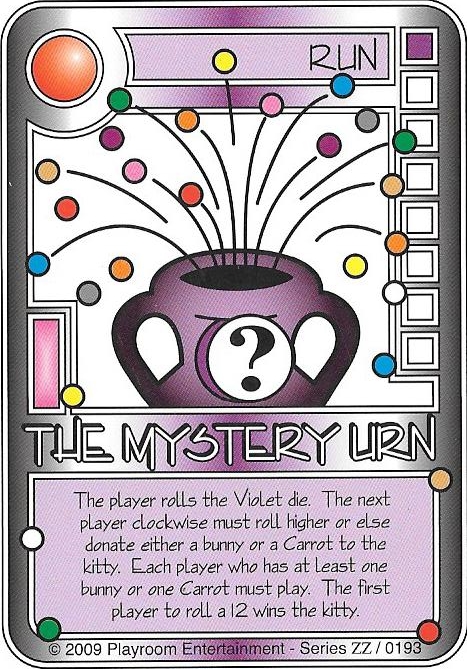 RUN
?
THE MYSTERY URN
The player rolls the Violet die. The next
player clockwise must roll higher or else
donate either a bunny or a Carrot to the
kitty. Each player who has at least one
bunny or one Carrot must play. The first
player to roll a 12 wins the kitty.
© 2009 Playroom Entertainment - Series ZZ / 0193